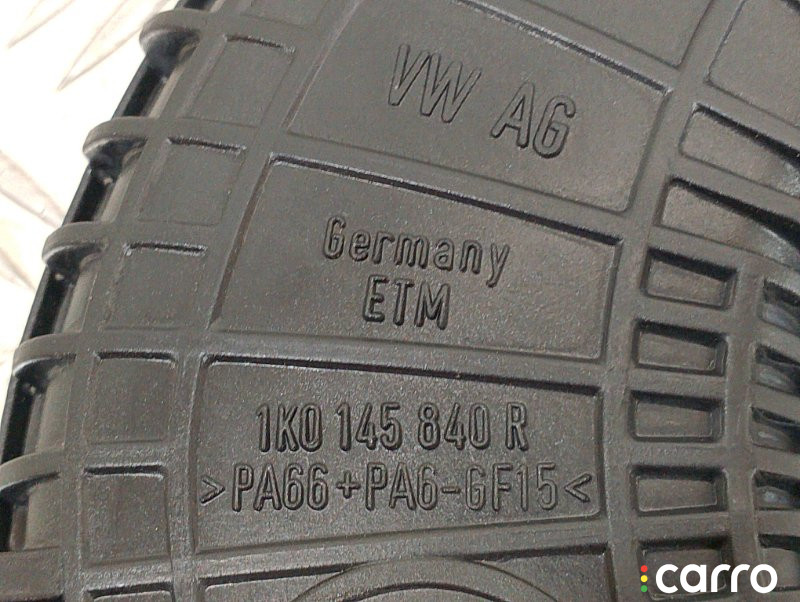 VW AG
Germany
ETM
1K0 145 840 R
>PA66+PA6-GF15<
carro